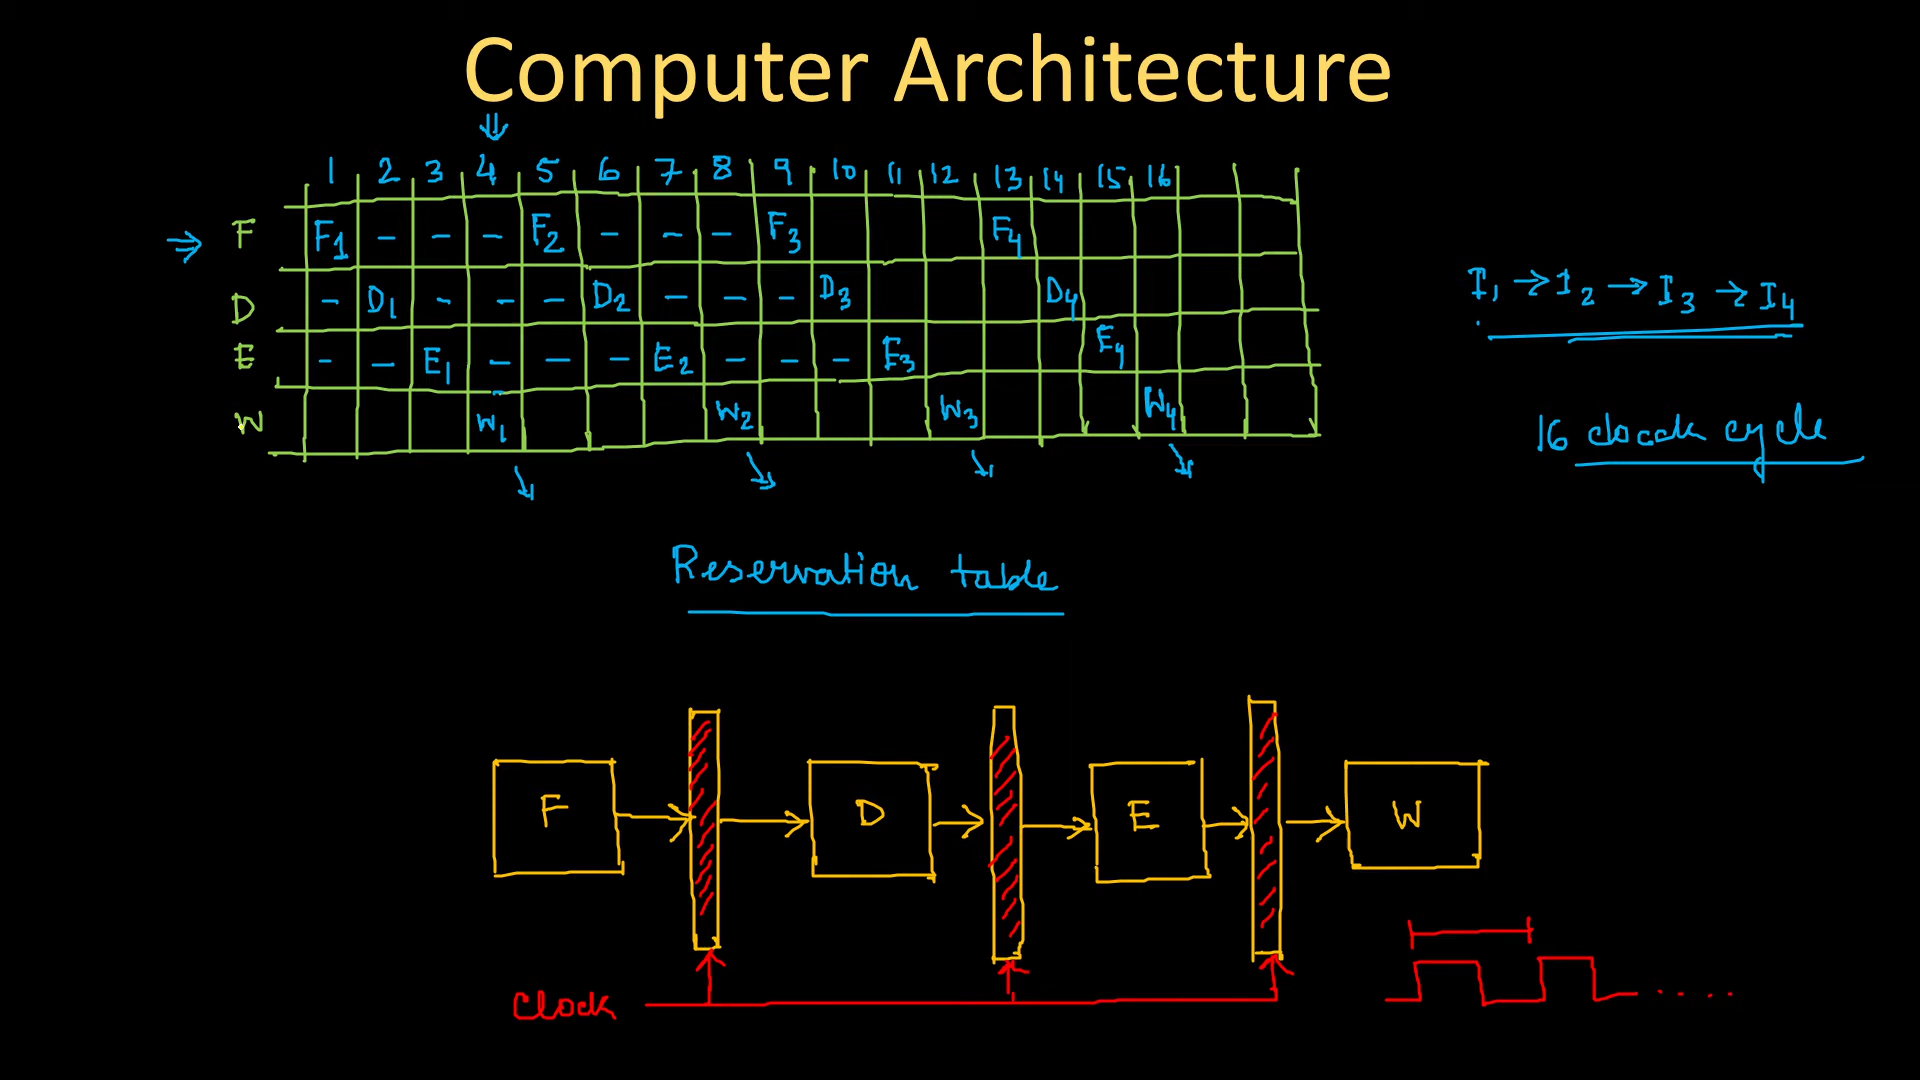 Computer Architecture
1 2 3 4 5 6 7 8 9 10 11 12 13 14 15 16
F F1 - - - F2 - - - F3 F4
D - D1 - - - D2 - - - D3 D4
E - - E1 - - - E2 - - - E3 E4
W W1 W2 W3 W4
I1 → I2 → I3 → I4
16 clock cycle
Reservation table
F D E W
Clock